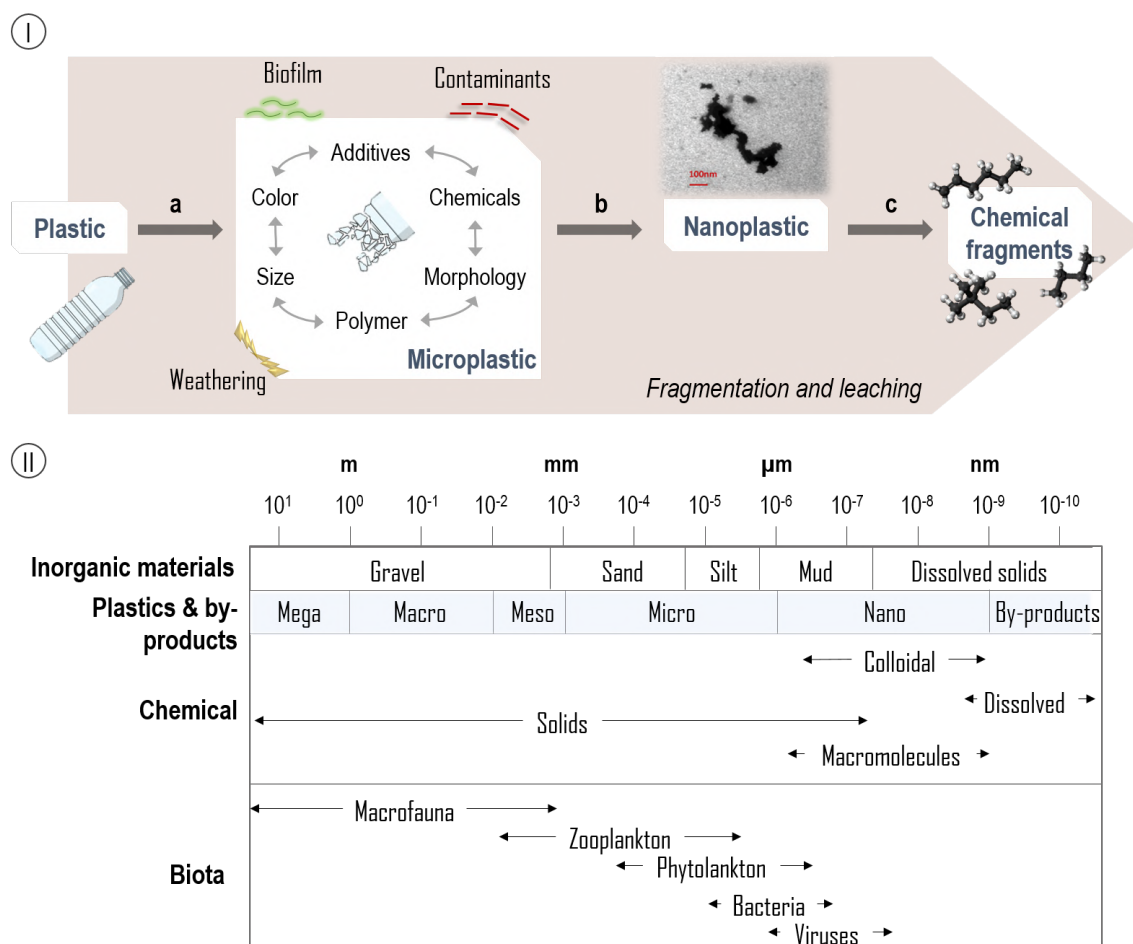 I
Biofilm
Contaminants
Additives
Color
Chemicals
100nm
Plastic
a
b
Nanoplastic
c
Chemical
fragments
Size
Morphology
Polymer
Microplastic
Weathering
Fragmentation and leaching
II
m mm µm nm
10¹ 10⁰ 10⁻¹ 10⁻² 10⁻³ 10⁻⁴ 10⁻⁵ 10⁻⁶ 10⁻⁷ 10⁻⁸ 10⁻⁹ 10⁻¹⁰
Inorganic materials Gravel Sand Silt Mud Dissolved solids
Plastics & by-
products
Mega Macro Meso Micro Nano By-products
Chemical
Colloidal
Dissolved
Solids
Macromolecules
Biota
Macrofauna
Zooplankton
Phytolankton
Bacteria
Viruses